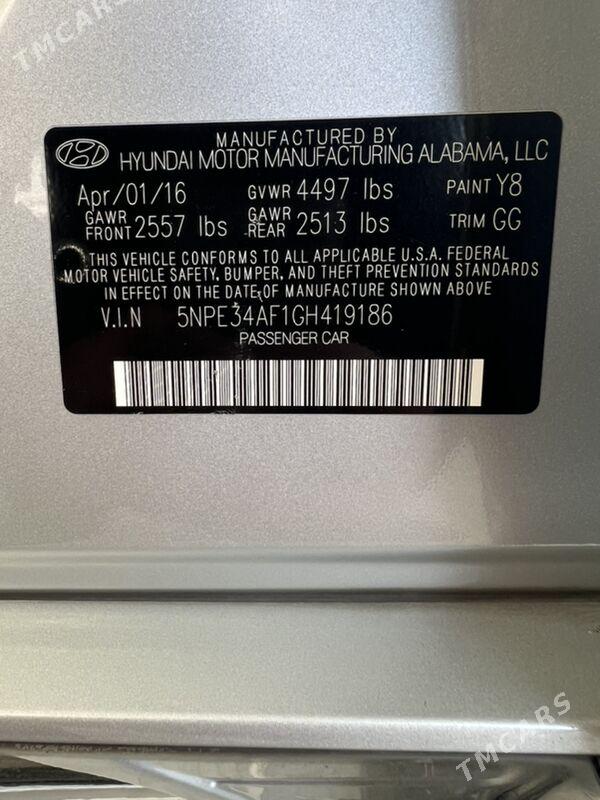 TMCARS
MANUFACTURED BY
HYUNDAI MOTOR MANUFACTURING ALABAMA, LLC
Apr/01/16 GVWR 4497 lbs PAINT Y8
GAWR FRONT 2557 lbs GAWR REAR 2513 lbs TRIM GG
THIS VEHICLE CONFORMS TO ALL APPLICABLE U.S.A. FEDERAL
MOTOR VEHICLE SAFETY, BUMPER, AND THEFT PREVENTION STANDARDS
IN EFFECT ON THE DATE OF MANUFACTURE SHOWN ABOVE
V.I.N 5NPE34AF1GH419186
PASSENGER CAR
TMCARS